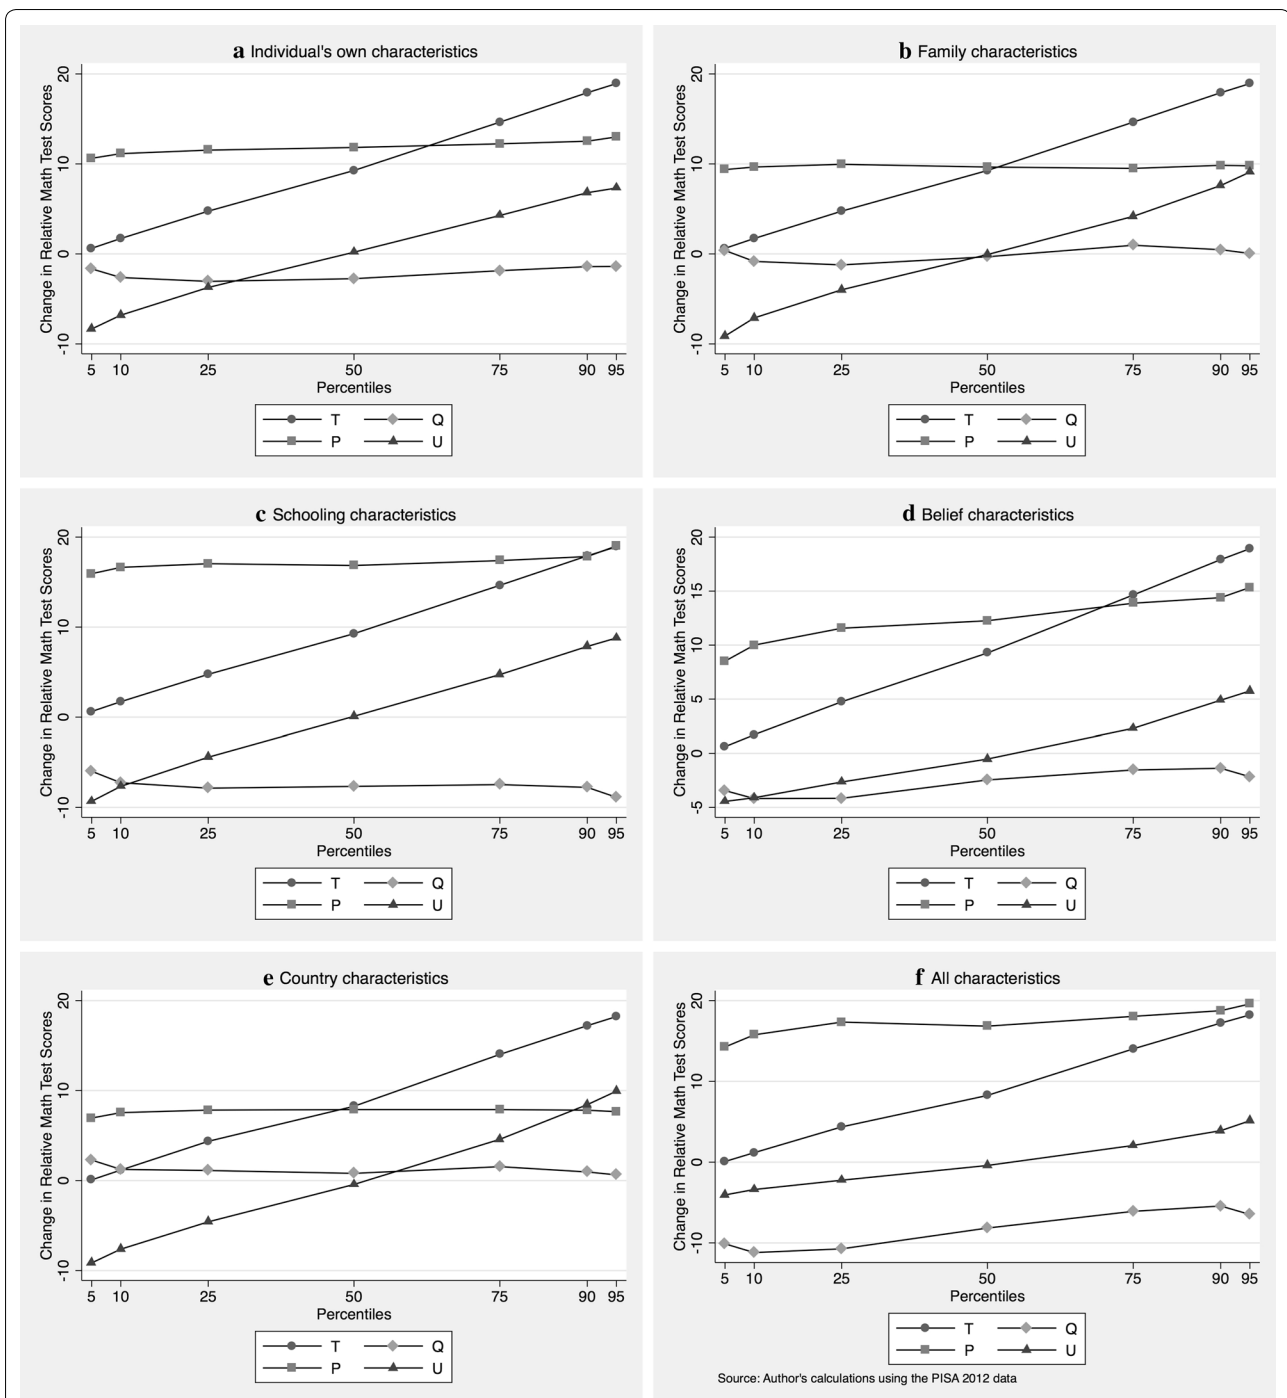 a Individual's own characteristics
Change in Relative Math Test Scores
20
10
0
-10
5 10 25 50 75 90 95
Percentiles
T Q
P U
b Family characteristics
Change in Relative Math Test Scores
20
10
0
-10
5 10 25 50 75 90 95
Percentiles
T Q
P U
c Schooling characteristics
Change in Relative Math Test Scores
20
10
0
-10
5 10 25 50 75 90 95
Percentiles
T Q
P U
d Belief characteristics
Change in Relative Math Test Scores
20
15
10
5
0
-5
5 10 25 50 75 90 95
Percentiles
T Q
P U
e Country characteristics
Change in Relative Math Test Scores
20
10
0
-10
5 10 25 50 75 90 95
Percentiles
T Q
P U
f All characteristics
Change in Relative Math Test Scores
20
10
0
-10
5 10 25 50 75 90 95
Percentiles
T Q
P U
Source: Author's calculations using the PISA 2012 data